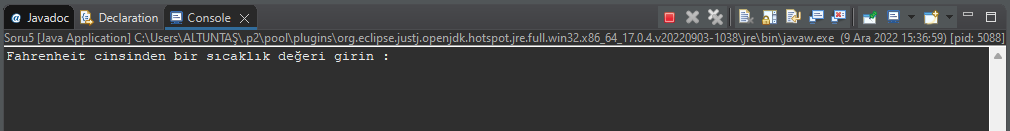 Javadoc Declaration Console
Soru5 [Java Application] C:\Users\ALTUNTAŞ\.p2\pool\plugins\org.eclipse.justj.openjdk.hotspot.jre.full.win32.x86_64_17.0.4.v20220903-1038\jre\bin\javaw.exe (9 Ara 2022 15:36:59) [pid: 5088]
Fahrenheit cinsinden bir sıcaklık değeri girin :